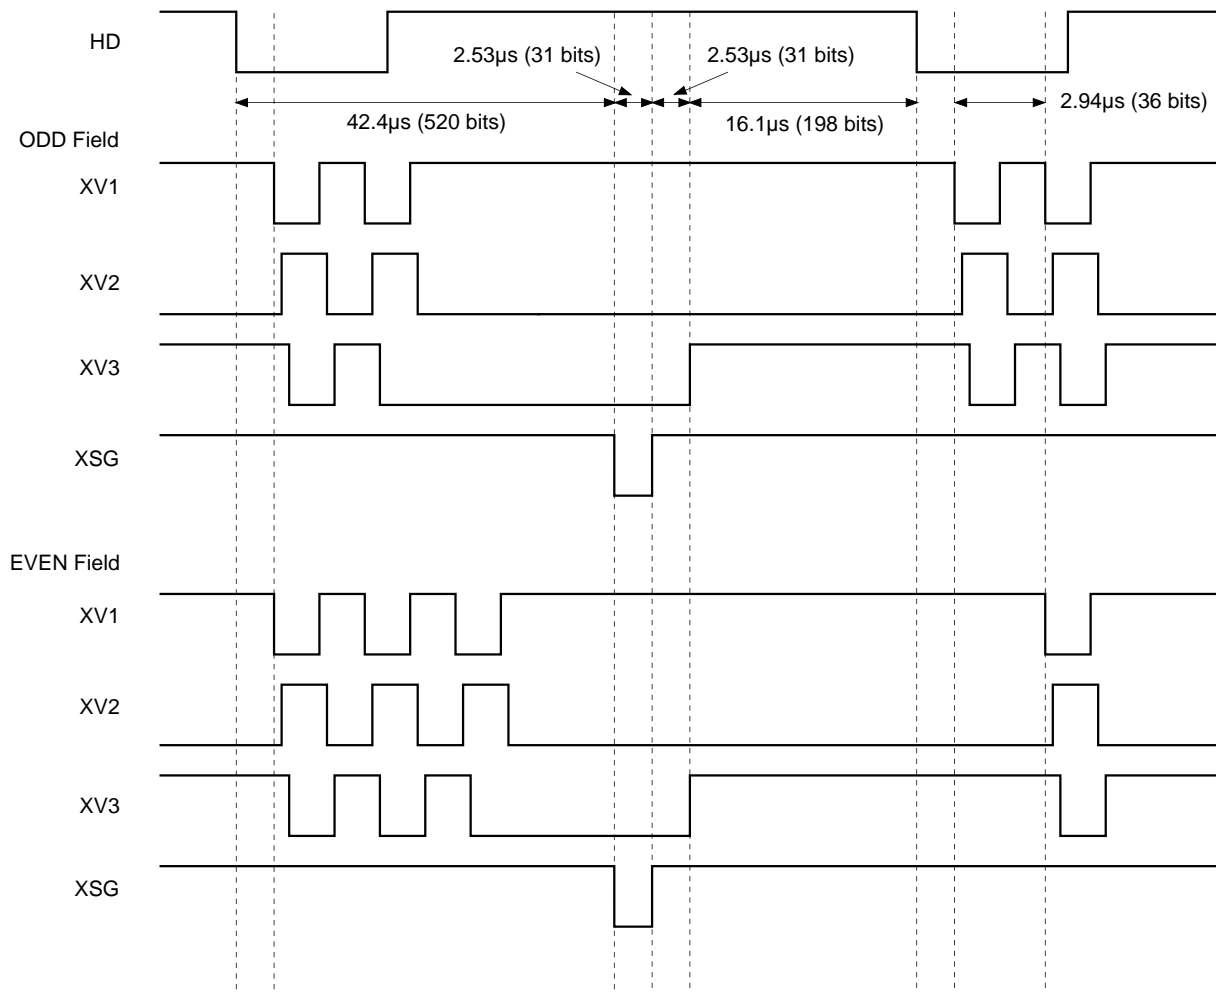 HD
2.53µs (31 bits)
2.53µs (31 bits)
42.4µs (520 bits)
16.1µs (198 bits)
2.94µs (36 bits)
ODD Field
XV1
XV2
XV3
XSG
EVEN Field
XV1
XV2
XV3
XSG